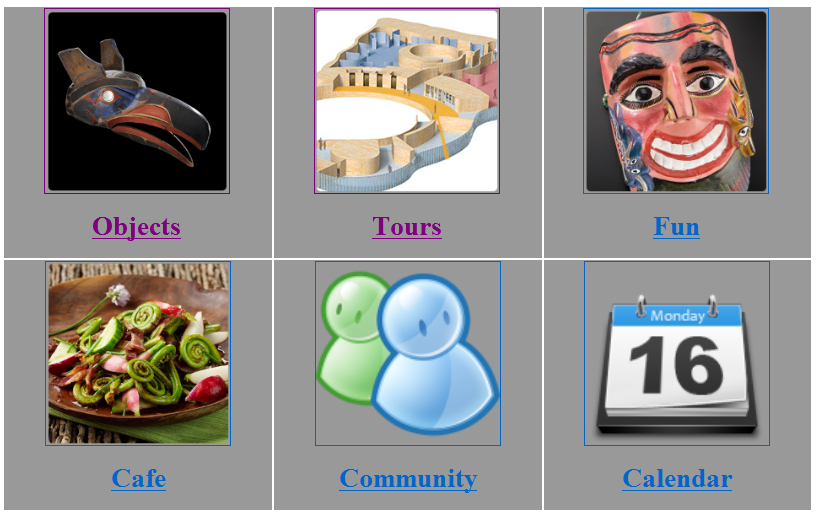 Objects
Tours
Fun
Monday
16
Cafe
Community
Calendar